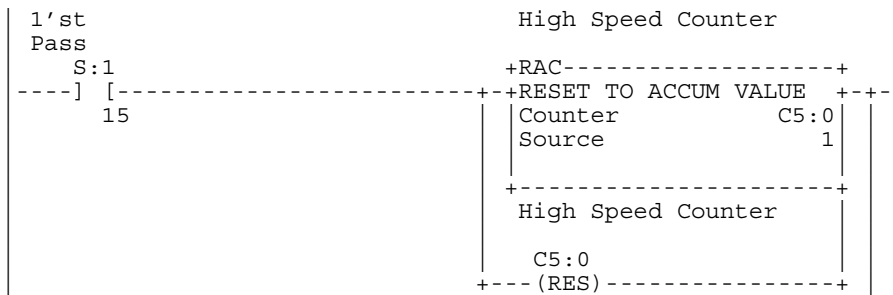 1'st High Speed Counter
Pass
S:1 +RAC-------------------+
----] [-------------------------+-+RESET TO ACCUM VALUE +-+-
15 | |Counter C5:0| |
| |Source 1| |
| | | |
| +-----------------------+
| High Speed Counter | |
| C5:0 | |
+---(RES)----------------+ |